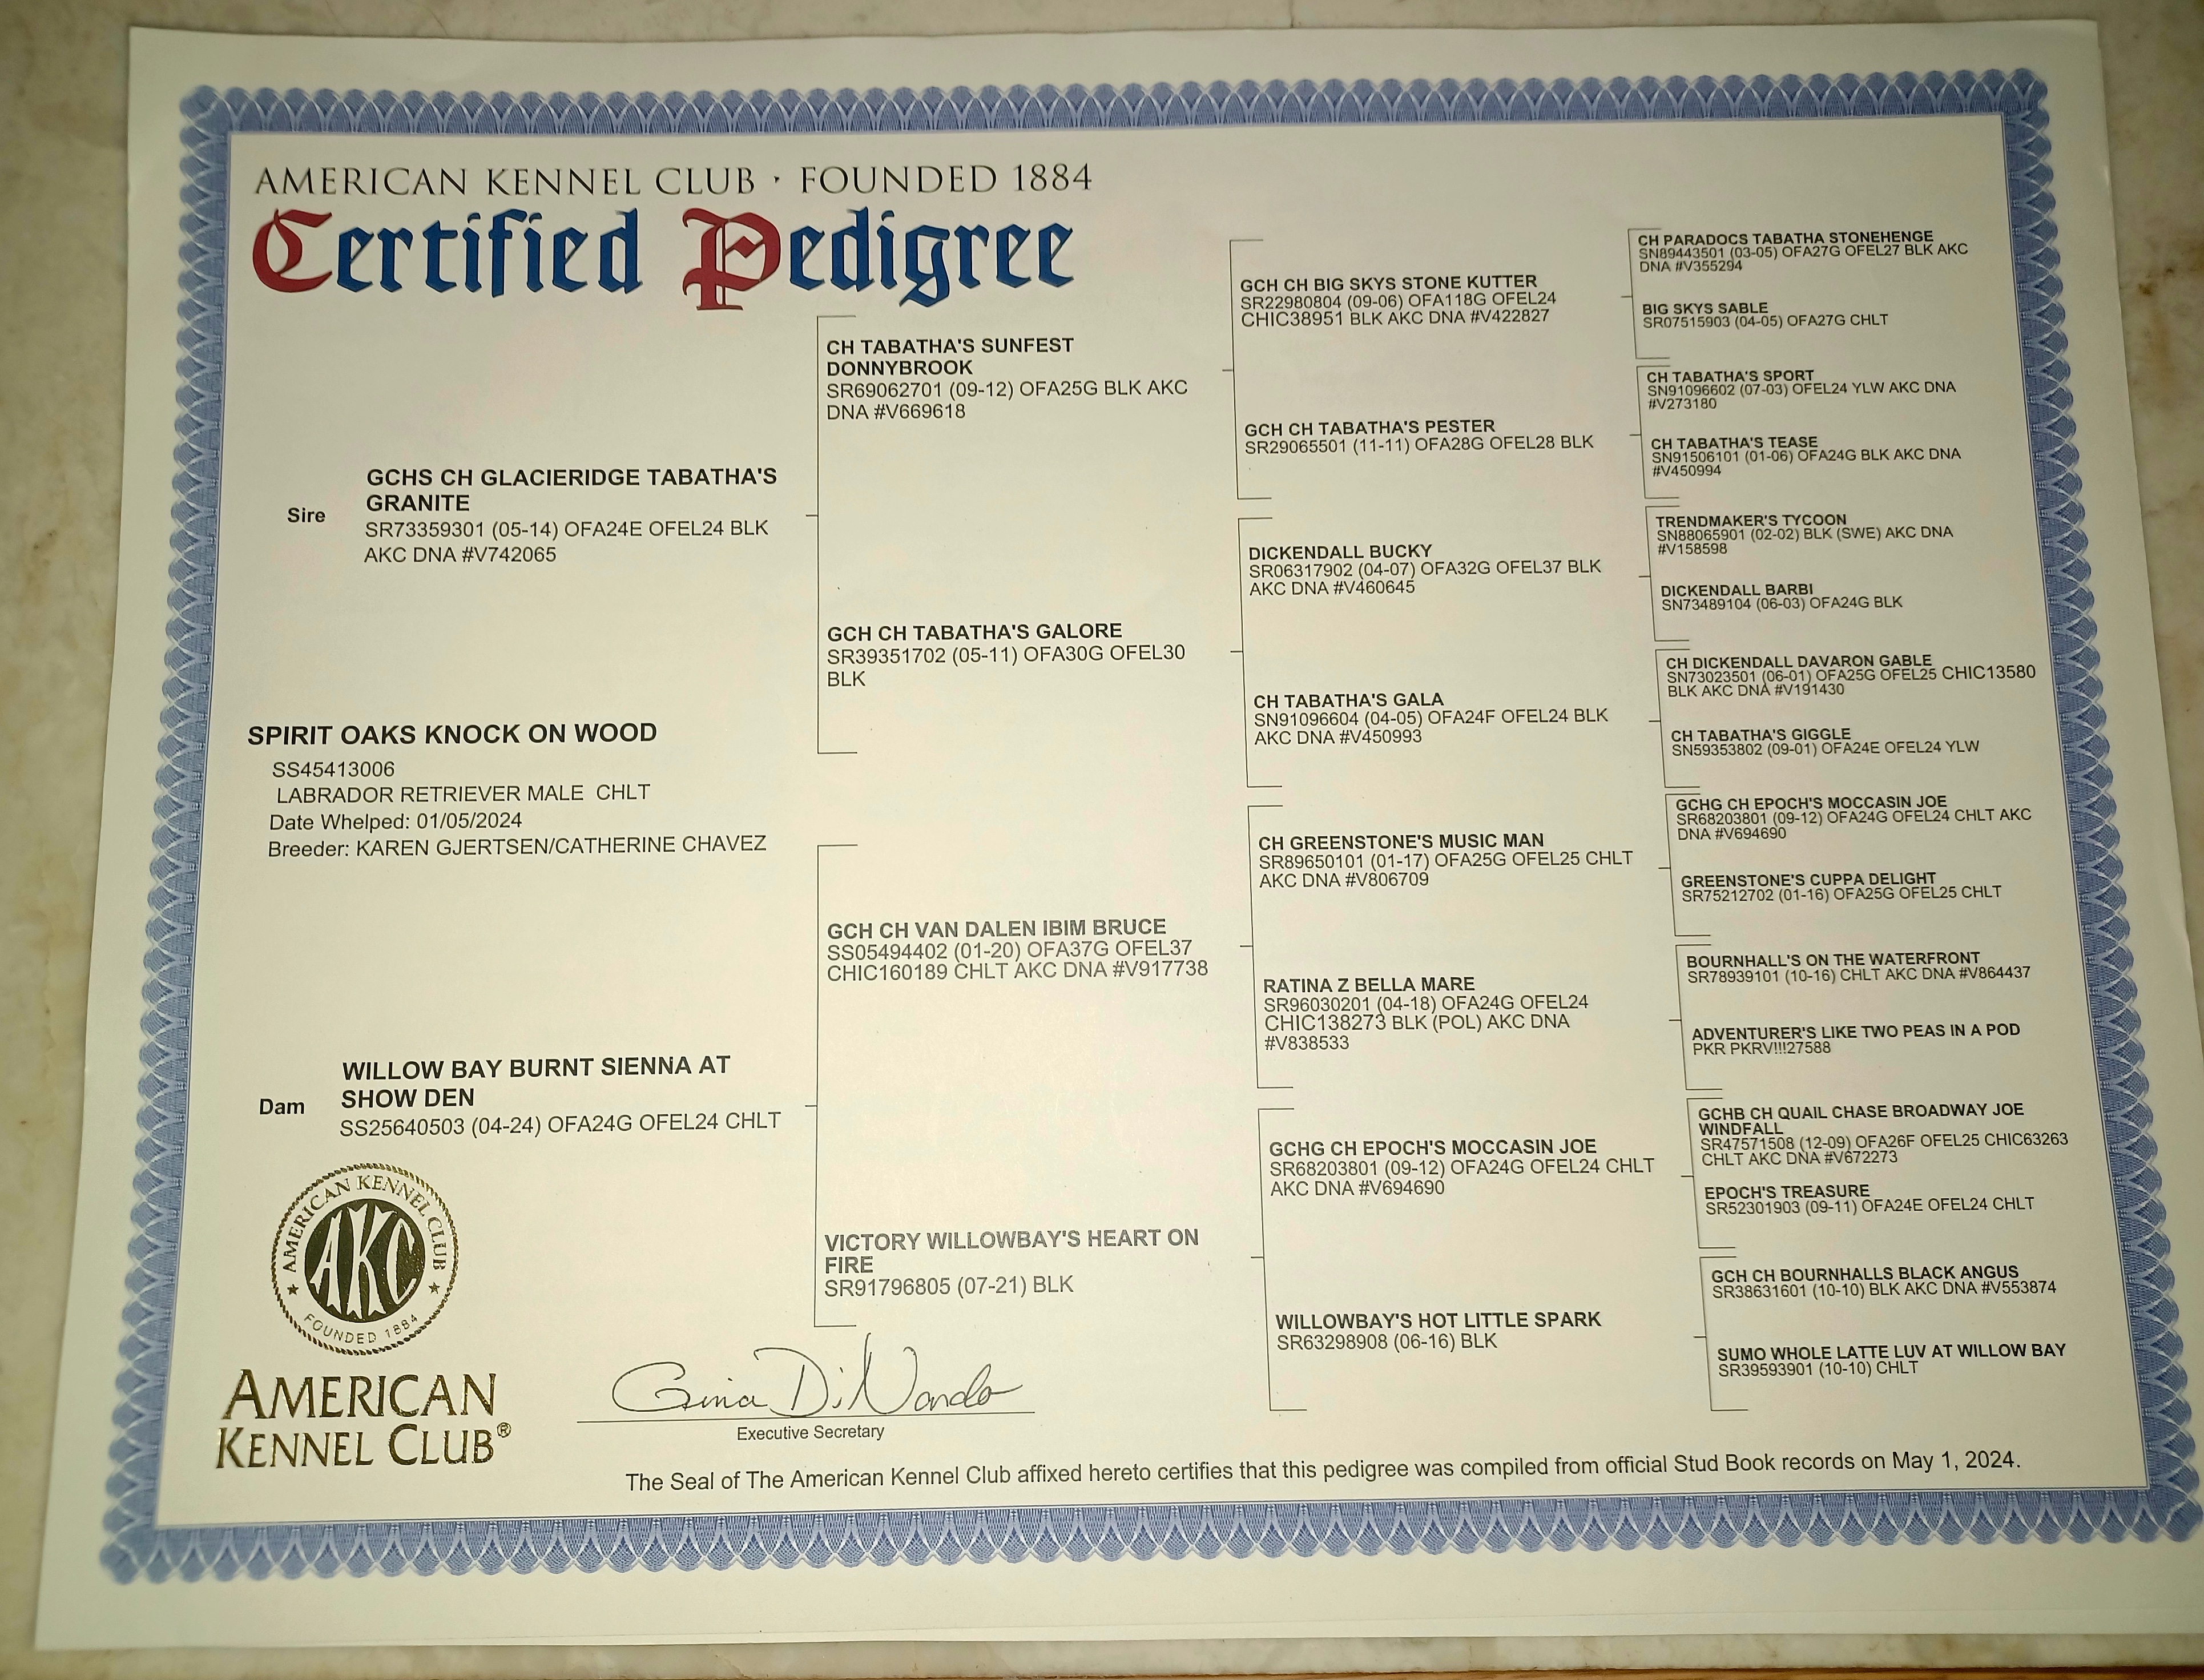 AMERICAN KENNEL CLUB · FOUNDED 1884
Certified Pedigree
Sire
GCHS CH GLACIERIDGE TABATHA'S
GRANITE
SR73359301 (05-14) OFA24E OFEL24 BLK
AKC DNA #V742065
SPIRIT OAKS KNOCK ON WOOD
SS45413006
LABRADOR RETRIEVER MALE CHLT
Date Whelped: 01/05/2024
Breeder: KAREN GJERTSEN/CATHERINE CHAVEZ
Dam
WILLOW BAY BURNT SIENNA AT
SHOW DEN
SS25640503 (04-24) OFA24G OFEL24 CHLT
CH TABATHA'S SUNFEST
DONNYBROOK
SR69062701 (09-12) OFA25G BLK AKC
DNA #V669618
GCH CH TABATHA'S GALORE
SR39351702 (05-11) OFA30G OFEL30
BLK
GCH CH VAN DALEN IBIM BRUCE
SS05494402 (01-20) OFA37G OFEL37
CHIC160189 CHLT AKC DNA #V917738
VICTORY WILLOWBAY'S HEART ON
FIRE
SR91796805 (07-21) BLK
GCH CH BIG SKYS STONE KUTTER
SR22980804 (09-06) OFA118G OFEL24
CHIC38951 BLK AKC DNA #V422827
GCH CH TABATHA'S PESTER
SR29065501 (11-11) OFA28G OFEL28 BLK
DICKENDALL BUCKY
SR06317902 (04-07) OFA32G OFEL37 BLK
AKC DNA #V460645
CH TABATHA'S GALA
SN91096604 (04-05) OFA24F OFEL24 BLK
AKC DNA #V450993
CH GREENSTONE'S MUSIC MAN
SR89650101 (01-17) OFA25G OFEL25 CHLT
AKC DNA #V806709
RATINA Z BELLA MARE
SR96030201 (04-18) OFA24G OFEL24
CHIC138273 BLK (POL) AKC DNA
#V838533
GCHG CH EPOCH'S MOCCASIN JOE
SR68203801 (09-12) OFA24G OFEL24 CHLT
AKC DNA #V694690
WILLOWBAY'S HOT LITTLE SPARK
SR63298908 (06-16) BLK
CH PARADOCS TABATHA STONEHENGE
SN89443501 (03-05) OFA27G OFEL27 BLK AKC
DNA #V355294
BIG SKYS SABLE
SR07515903 (04-05) OFA27G CHLT
CH TABATHA'S SPORT
SN91096602 (07-03) OFEL24 YLW AKC DNA
#V273180
CH TABATHA'S TEASE
SN91506101 (01-06) OFA24G BLK AKC DNA
#V450994
TRENDMAKER'S TYCOON
SN88065901 (02-02) BLK (SWE) AKC DNA
#V158598
DICKENDALL BARBI
SN73489104 (06-03) OFA24G BLK
CH DICKENDALL DAVARON GABLE
SN73023501 (06-01) OFA25G OFEL25 CHIC13580
BLK AKC DNA #V191430
CH TABATHA'S GIGGLE
SN59353802 (09-01) OFA24E OFEL24 YLW
GCHG CH EPOCH'S MOCCASIN JOE
SR68203801 (09-12) OFA24G OFEL24 CHLT AKC
DNA #V694690
GREENSTONE'S CUPPA DELIGHT
SR75212702 (01-16) OFA25G OFEL25 CHLT
BOURNHALL'S ON THE WATERFRONT
SR78939101 (10-16) CHLT AKC DNA #V864437
ADVENTURER'S LIKE TWO PEAS IN A POD
PKR PKRV!!!27588
GCHB CH QUAIL CHASE BROADWAY JOE
WINDFALL
SR47571508 (12-09) OFA26F OFEL25 CHIC63263
CHLT AKC DNA #V672273
EPOCH'S TREASURE
SR52301903 (09-11) OFA24E OFEL24 CHLT
GCH CH BOURNHALLS BLACK ANGUS
SR38631601 (10-10) BLK AKC DNA #V553874
SUMO WHOLE LATTE LUV AT WILLOW BAY
SR39593901 (10-10) CHLT
AMERICAN KENNEL CLUB
AKC
FOUNDED 1884
AMERICAN
KENNEL CLUB®
Gina DiNardo
Executive Secretary
The Seal of The American Kennel Club affixed hereto certifies that this pedigree was compiled from official Stud Book records on May 1, 2024.